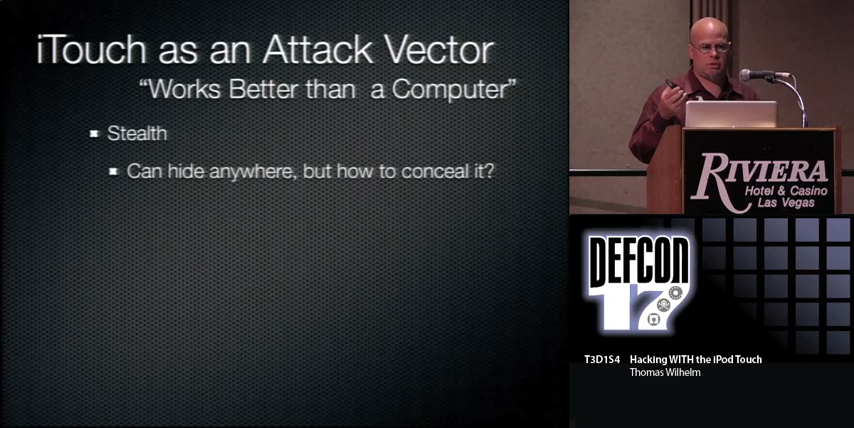 iTouch as an Attack Vector
“Works Better than a Computer”
Stealth
Can hide anywhere, but how to conceal it?
RIVIERA
Hotel & Casino
Las Vegas
DEFCON
17
T3D1S4 Hacking WITH the iPod Touch
Thomas Wilhelm